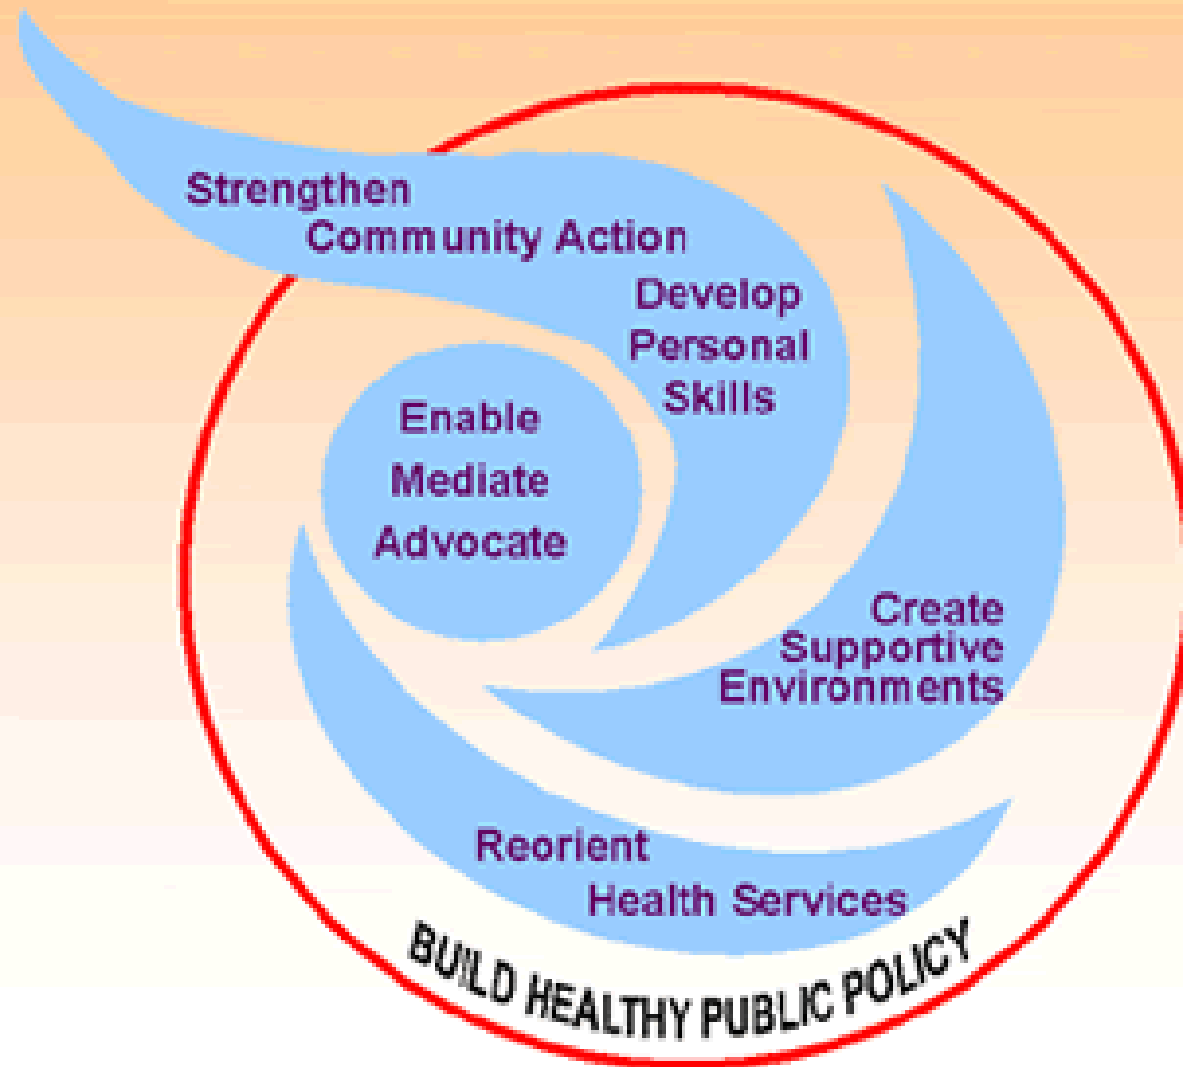 Strengthen
Community Action
Develop
Personal
Skills
Enable
Mediate
Advocate
Create
Supportive
Environments
Reorient
Health Services
BUILD HEALTHY PUBLIC POLICY